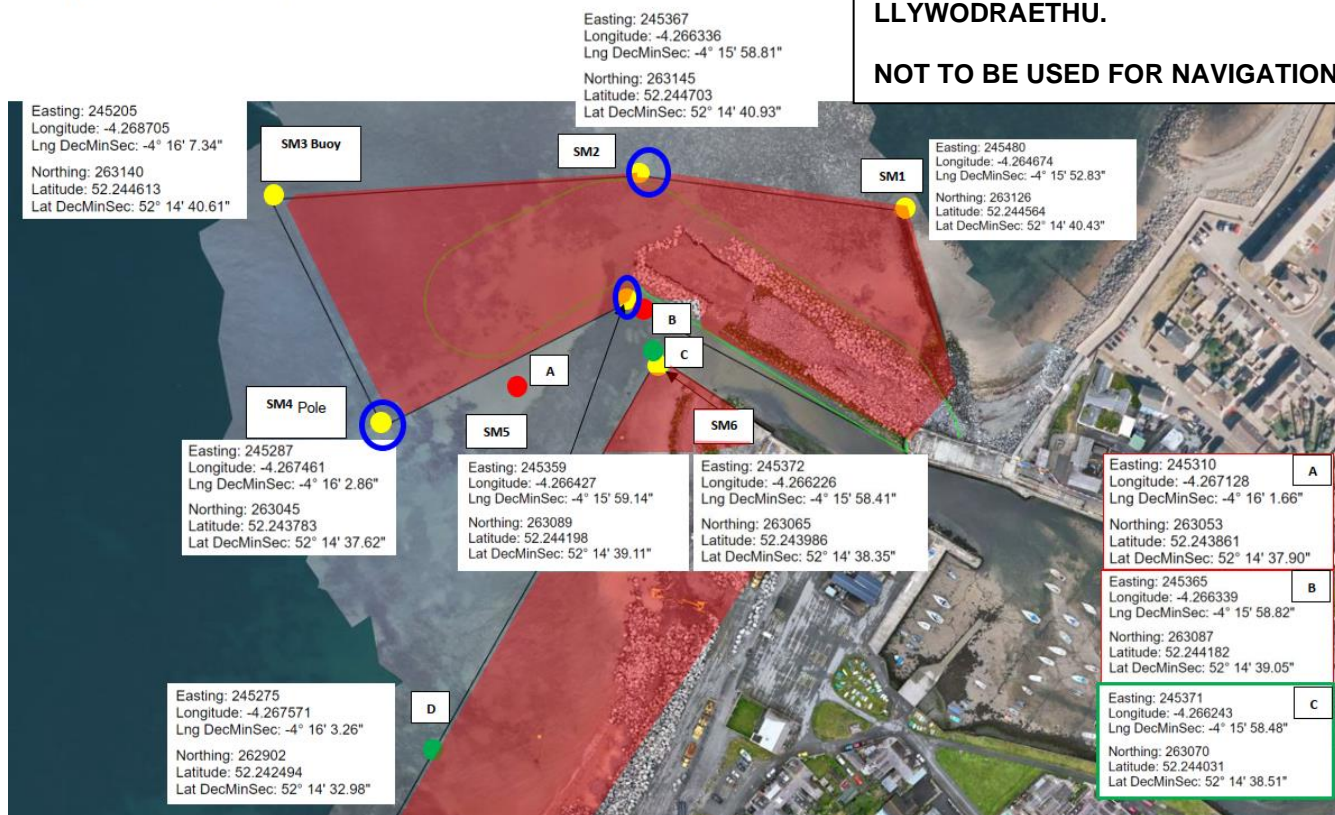 LLYWODRAETHU.
NOT TO BE USED FOR NAVIGATION
Easting: 245367
Longitude: -4.266336
Lng DecMinSec: -4° 15' 58.81"
Northing: 263145
Latitude: 52.244703
Lat DecMinSec: 52° 14' 40.93"
Easting: 245205
Longitude: -4.268705
Lng DecMinSec: -4° 16' 7.34"
Northing: 263140
Latitude: 52.244613
Lat DecMinSec: 52° 14' 40.61"
SM3 Buoy
SM2
SM1
Easting: 245480
Longitude: -4.264674
Lng DecMinSec: -4° 15' 52.83"
Northing: 263126
Latitude: 52.244564
Lat DecMinSec: 52° 14' 40.43"
B
C
A
SM4 Pole
SM5
SM6
Easting: 245287
Longitude: -4.267461
Lng DecMinSec: -4° 16' 2.86"
Northing: 263045
Latitude: 52.243783
Lat DecMinSec: 52° 14' 37.62"
Easting: 245359
Longitude: -4.266427
Lng DecMinSec: -4° 15' 59.14"
Northing: 263089
Latitude: 52.244198
Lat DecMinSec: 52° 14' 39.11"
Easting: 245372
Longitude: -4.266226
Lng DecMinSec: -4° 15' 58.41"
Northing: 263065
Latitude: 52.243986
Lat DecMinSec: 52° 14' 38.35"
Easting: 245310
A
Longitude: -4.267128
Lng DecMinSec: -4° 16' 1.66"
Northing: 263053
Latitude: 52.243861
Lat DecMinSec: 52° 14' 37.90"
Easting: 245365
B
Longitude: -4.266339
Lng DecMinSec: -4° 15' 58.82"
Northing: 263087
Latitude: 52.244182
Lat DecMinSec: 52° 14' 39.05"
Easting: 245371
C
Longitude: -4.266243
Lng DecMinSec: -4° 15' 58.48"
Northing: 263070
Latitude: 52.244031
Lat DecMinSec: 52° 14' 38.51"
Easting: 245275
Longitude: -4.267571
Lng DecMinSec: -4° 16' 3.26"
Northing: 262902
Latitude: 52.242494
Lat DecMinSec: 52° 14' 32.98"
D